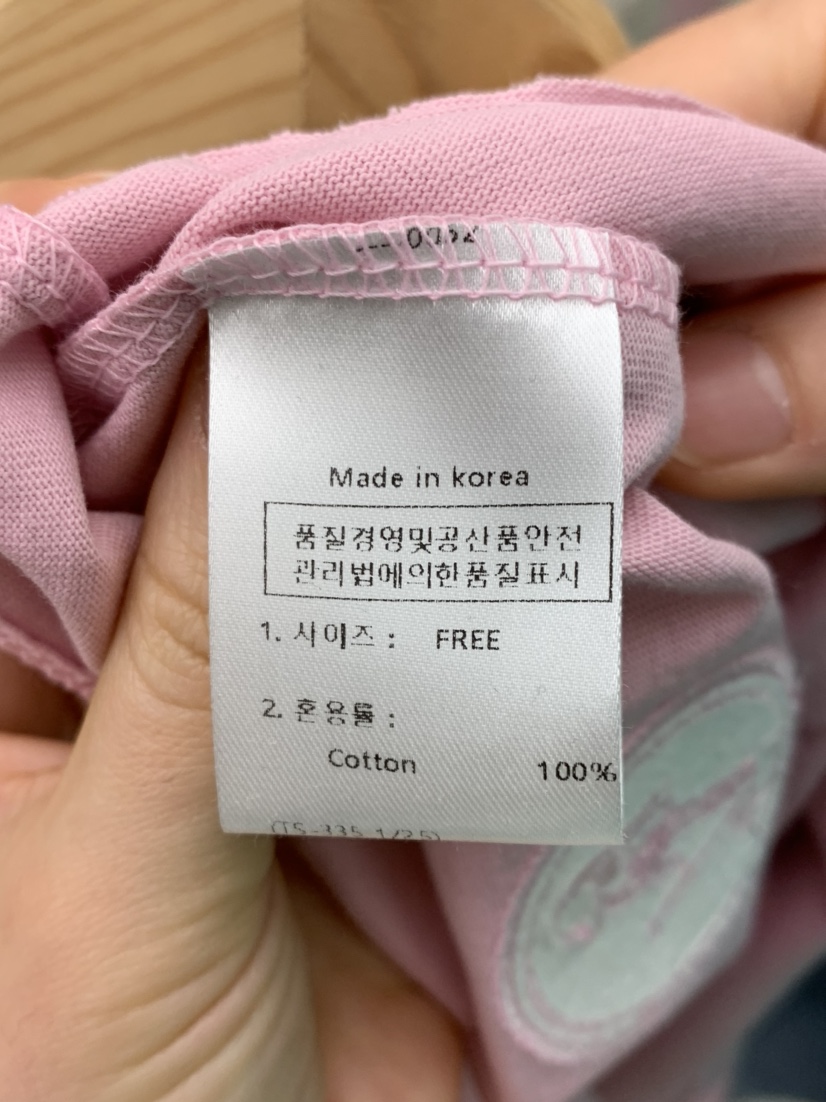 Made in korea
품질경영및공산품안전
관리법에의한품질표시
1. 사이즈 : FREE
2. 혼용률 :
Cotton 100%